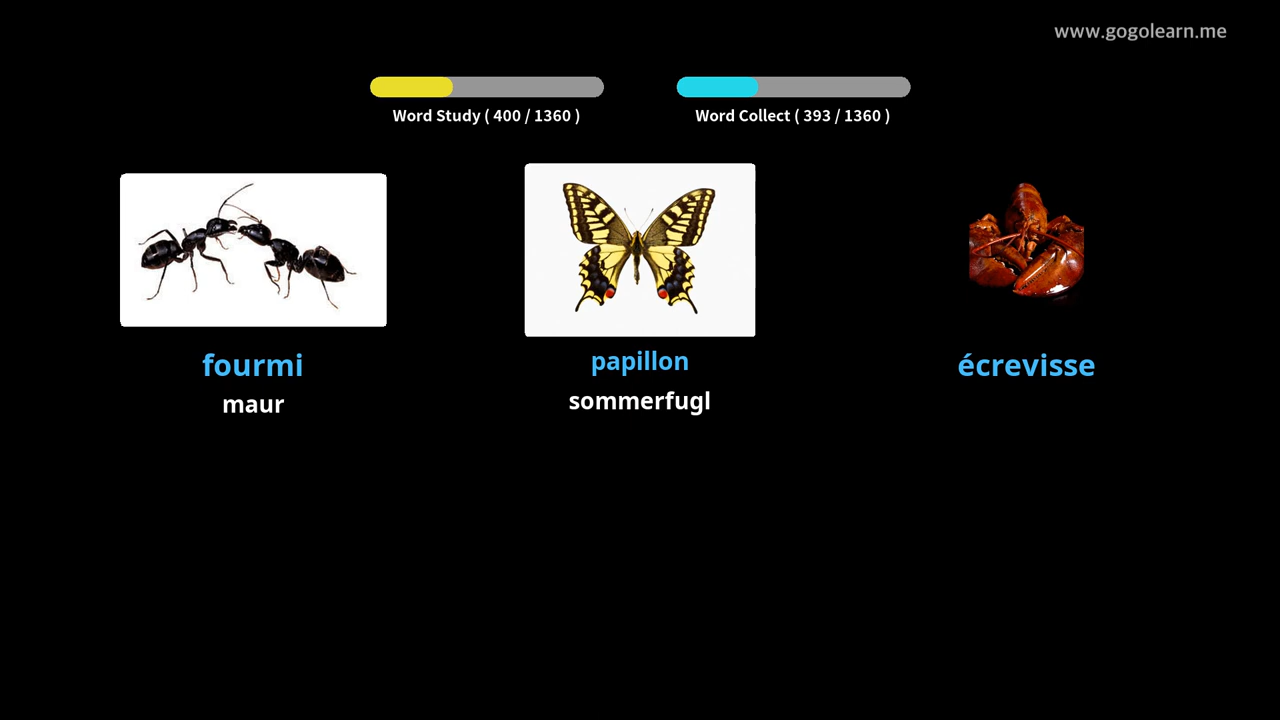 www.gogolearn.me
Word Study ( 400 / 1360 )
Word Collect ( 393 / 1360 )
fourmi
maur
papillon
sommerfugl
écrevisse